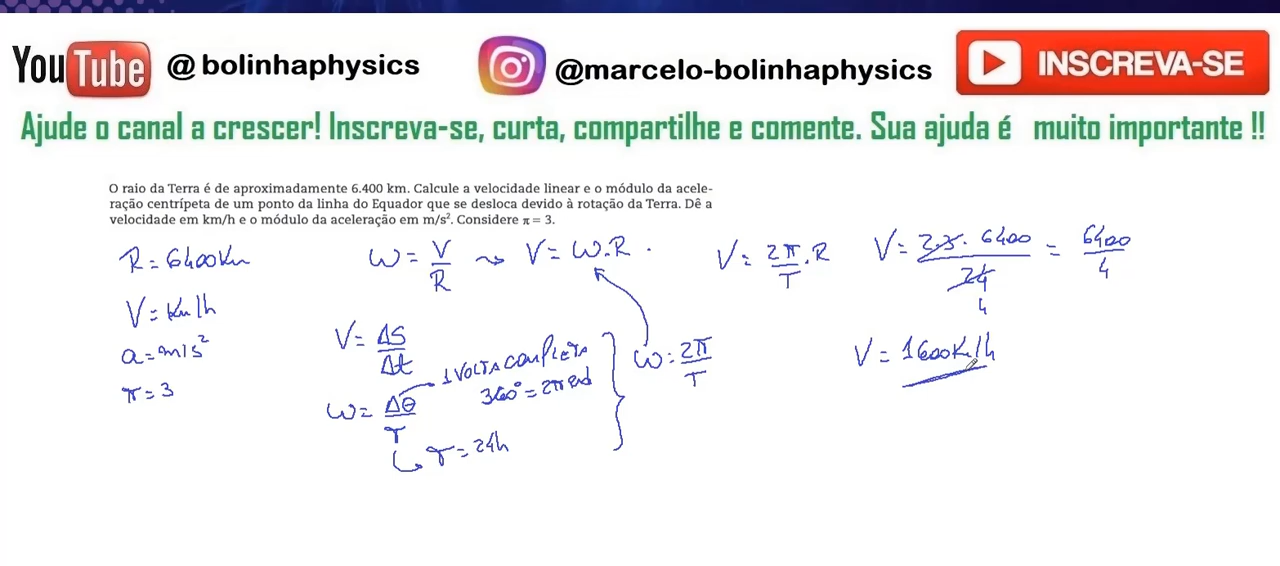 YouTube @bolinhaphysics @marcelo-bolinhaphysics INSCREVA-SE
Ajude o canal a crescer! Inscreva-se, curta, compartilhe e comente. Sua ajuda é muito importante !!
O raio da Terra é de aproximadamente 6.400 km. Calcule a velocidade linear e o módulo da acele-
ração centrípeta de um ponto da linha do Equador que se desloca devido à rotação da Terra. Dê a
velocidade em km/h e o módulo da aceleração em m/s². Considere π = 3.
R = 6400Km
V = Km/h
a = m/s²
π = 3
ω = V/R ⇝ V = ω.R .
V = ΔS/Δt
ω = Δθ/T
1 VOLTA COMPLETA
360° = 2π rad
T = 24h
ω = 2π/T
V = 2π/T . R
V = 2.3. 6400/24 = 6400/4
4
V = 1600Km/h